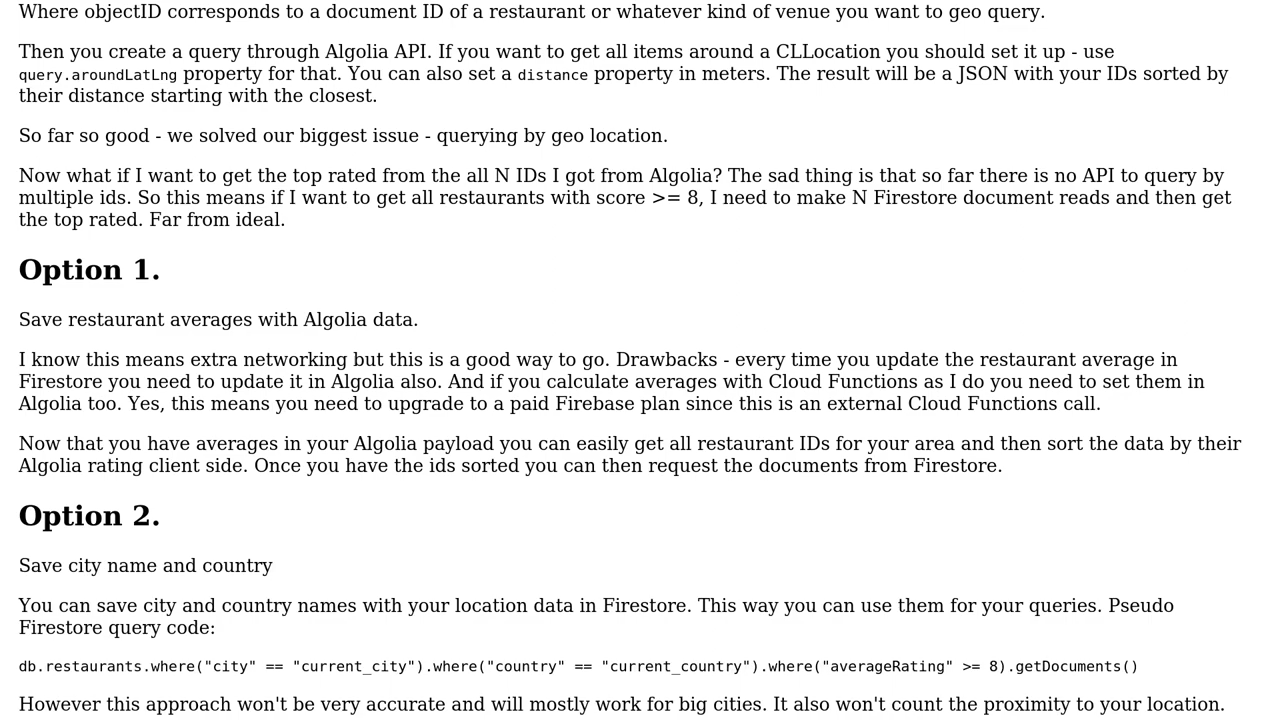 Where objectID corresponds to a document ID of a restaurant or whatever kind of venue you want to geo query.
Then you create a query through Algolia API. If you want to get all items around a CLLocation you should set it up - use
query.aroundLatLng property for that. You can also set a distance property in meters. The result will be a JSON with your IDs sorted by
their distance starting with the closest.
So far so good - we solved our biggest issue - querying by geo location.
Now what if I want to get the top rated from the all N IDs I got from Algolia? The sad thing is that so far there is no API to query by
multiple ids. So this means if I want to get all restaurants with score >= 8, I need to make N Firestore document reads and then get
the top rated. Far from ideal.
Option 1.
Save restaurant averages with Algolia data.
I know this means extra networking but this is a good way to go. Drawbacks - every time you update the restaurant average in
Firestore you need to update it in Algolia also. And if you calculate averages with Cloud Functions as I do you need to set them in
Algolia too. Yes, this means you need to upgrade to a paid Firebase plan since this is an external Cloud Functions call.
Now that you have averages in your Algolia payload you can easily get all restaurant IDs for your area and then sort the data by their
Algolia rating client side. Once you have the ids sorted you can then request the documents from Firestore.
Option 2.
Save city name and country
You can save city and country names with your location data in Firestore. This way you can use them for your queries. Pseudo
Firestore query code:
db.restaurants.where("city" == "current_city").where("country" == "current_country").where("averageRating" >= 8).getDocuments()
However this approach won't be very accurate and will mostly work for big cities. It also won't count the proximity to your location.